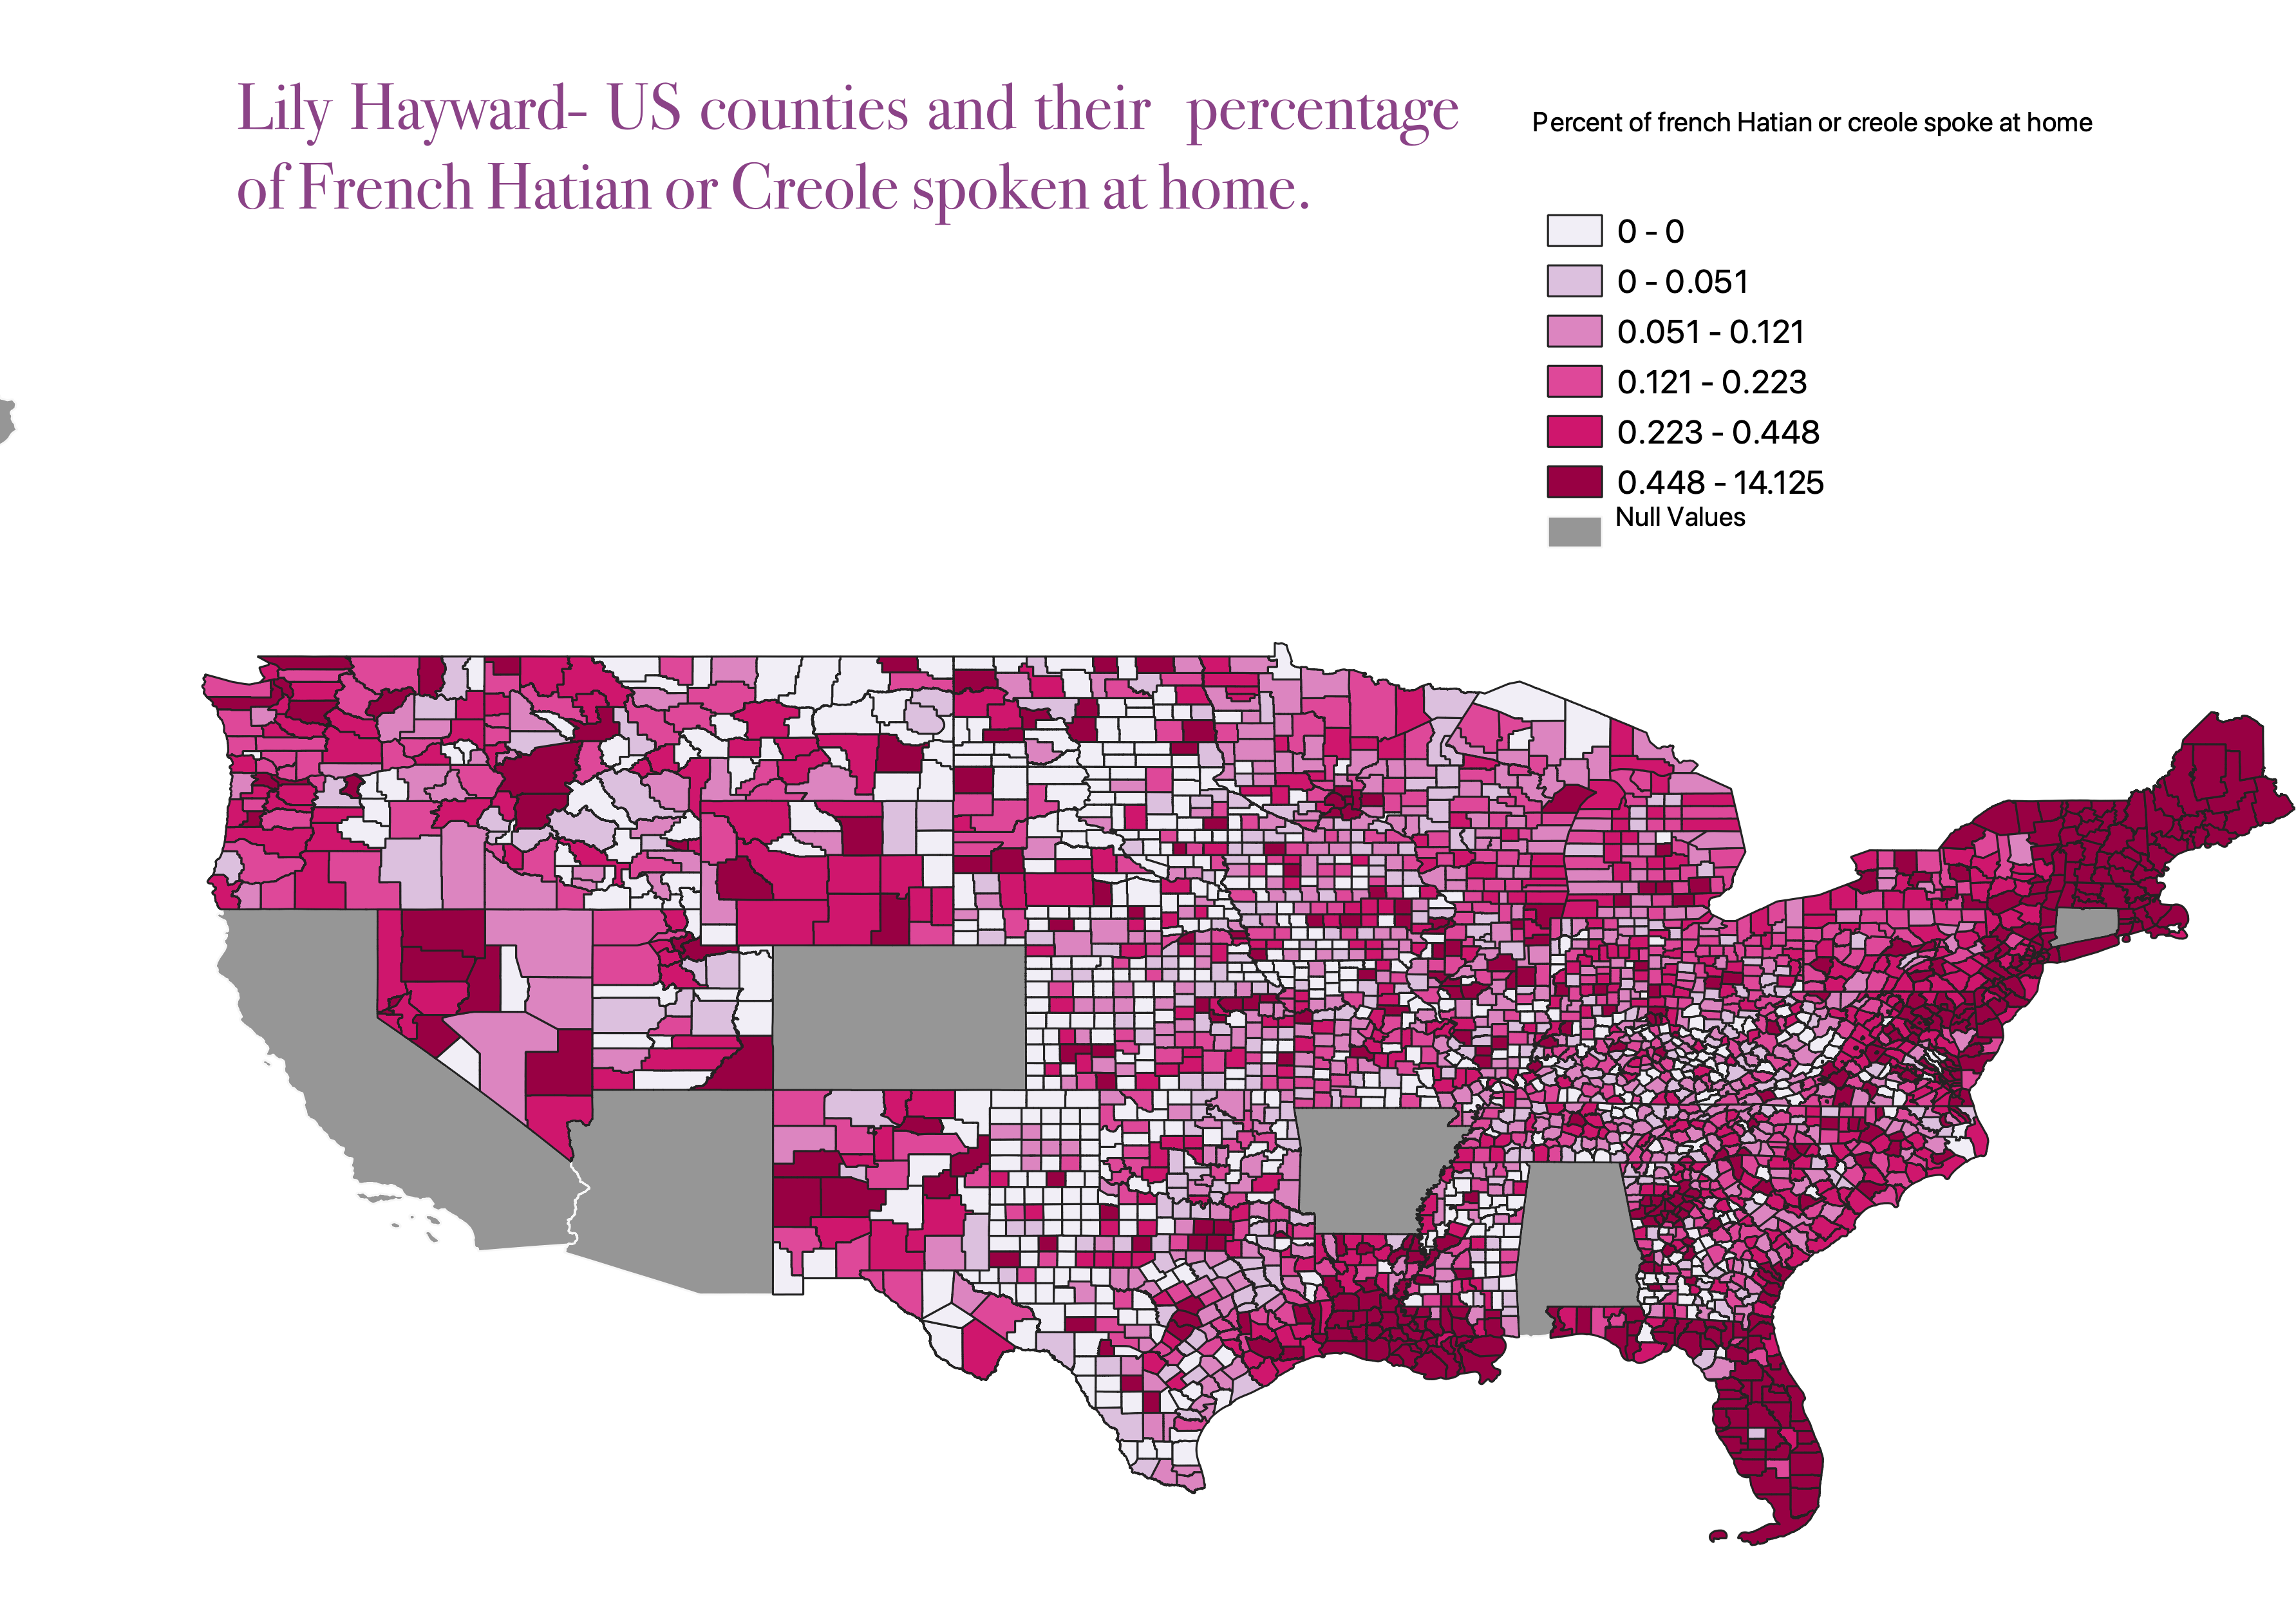 Lily Hayward- US counties and their percentage
of French Hatian or Creole spoken at home.
Percent of french Hatian or creole spoke at home
0 - 0
0 - 0.051
0.051 - 0.121
0.121 - 0.223
0.223 - 0.448
0.448 - 14.125
Null Values